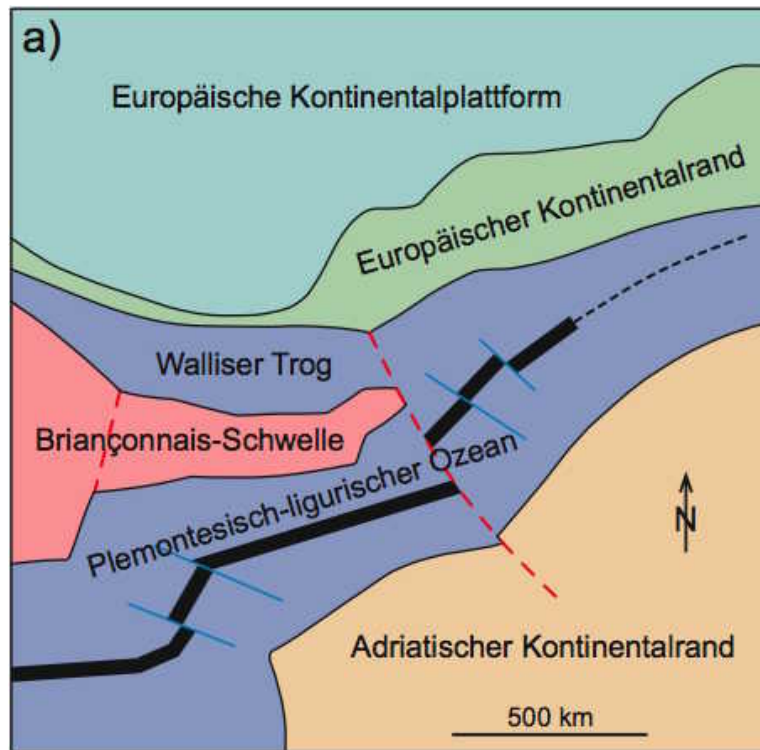 a)
Europäische Kontinentalplattform
Europäischer Kontinentalrand
Walliser Trog
Briançonnais-Schwelle
Plemontesisch-ligurischer Ozean
N
Adriatischer Kontinentalrand
500 km